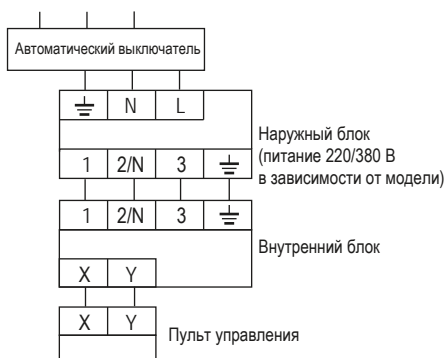 Автоматический выключатель
N L
Наружный блок
(питание 220/380 В
в зависимости от модели)
1 2/N 3
1 2/N 3
Внутренний блок
X Y
X Y
Пульт управления